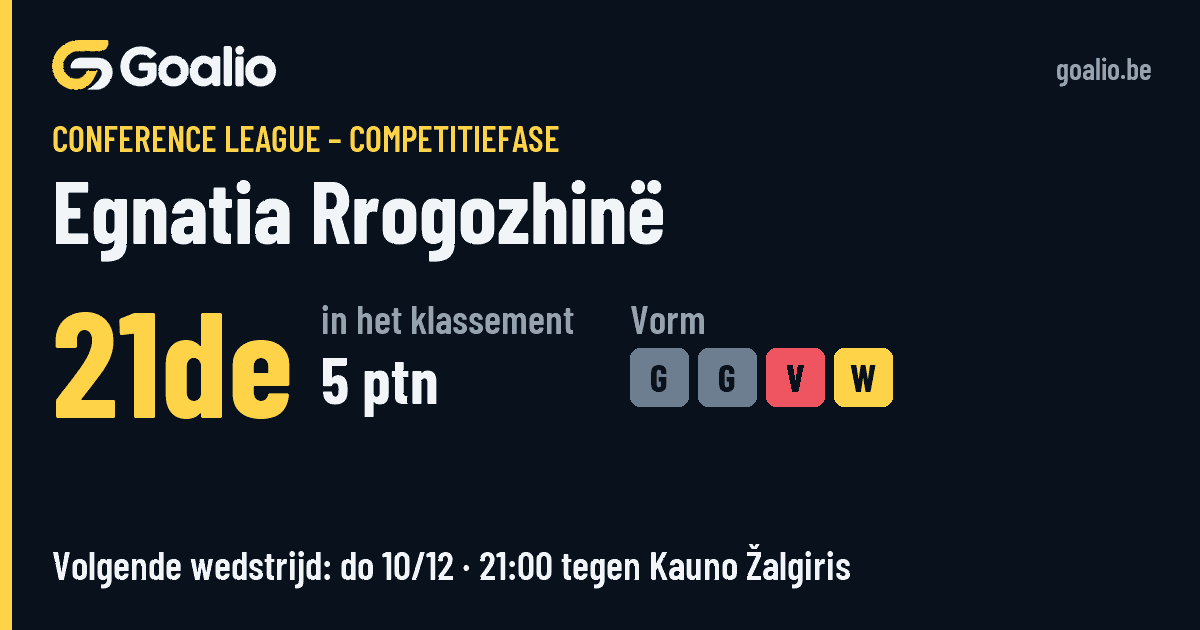 Goalio
goalio.be
CONFERENCE LEAGUE – COMPETITIEFASE
Egnatia Rrogozhinë
21de
in het klassement
5 ptn
Vorm
G G V W
Volgende wedstrijd: do 10/12 · 21:00 tegen Kauno Žalgiris